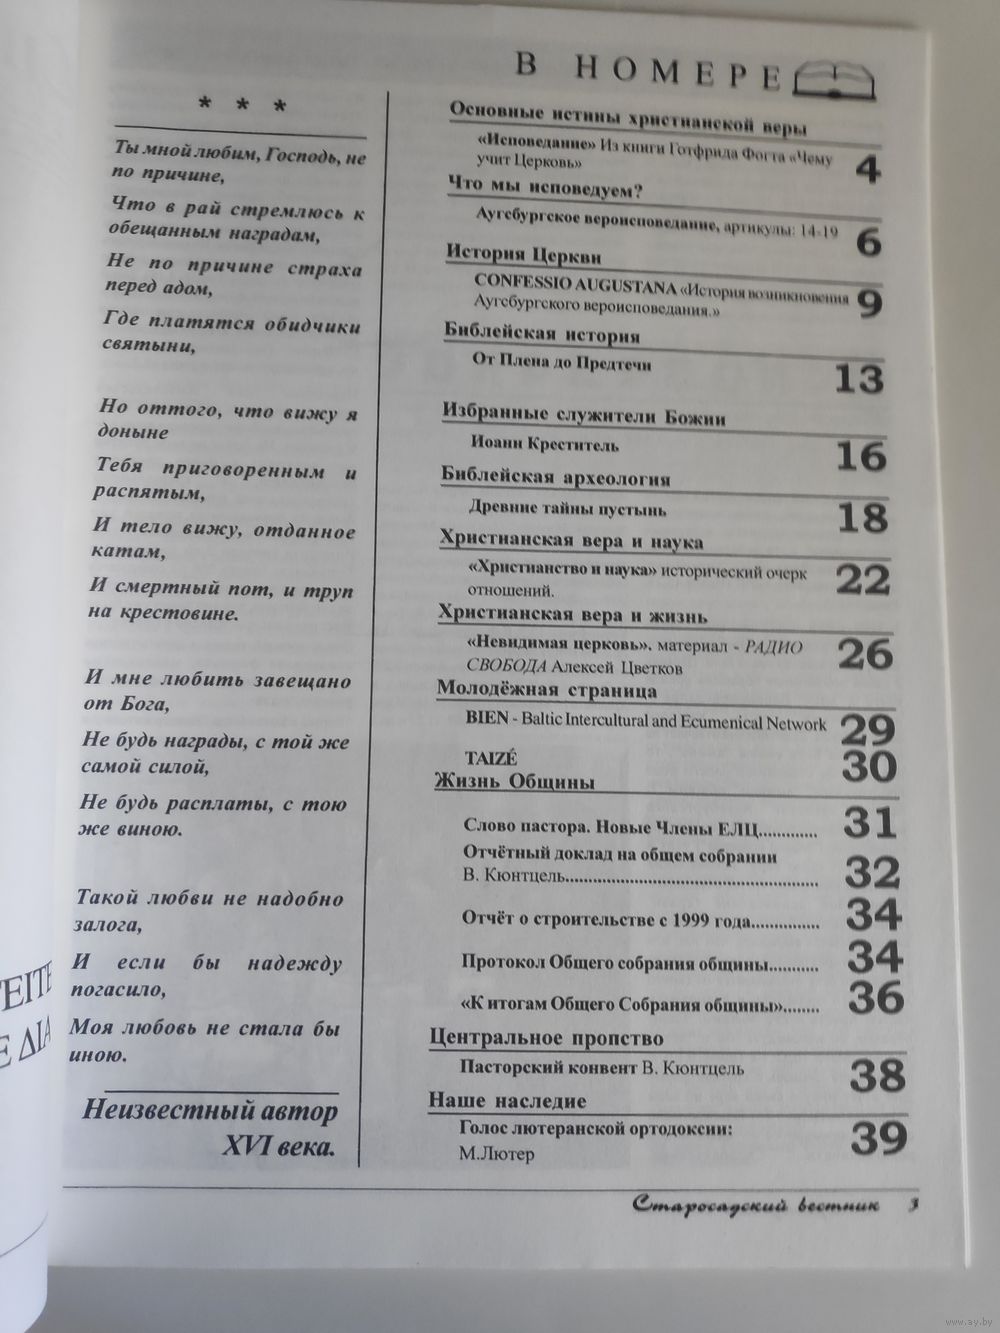 В НОМЕРЕ
* * *
Ты мной любим, Господь, не
по причине,
Что в рай стремлюсь к
обещанным наградам,
Не по причине страха
перед адом,
Где платятся обидчики
святыни,
Но оттого, что вижу я
доныне
Тебя приговоренным и
распятым,
И тело вижу, отданное
катам,
И смертный пот, и труп
на крестовине.
И мне любить завещано
от Бога,
Не будь награды, с той же
самой силой,
Не будь расплаты, с тою
же виною.
Такой любви не надобно
залога,
И если бы надежду
погасило,
Моя любовь не стала бы
иною.
Неизвестный автор
XVI века.
Основные истины христианской веры
«Исповедание» Из книги Готфрида Фогта «Чему
учит Церковь» 4
Что мы исповедуем?
Аугсбургское вероисповедание, артикулы: 14-19 6
История Церкви
CONFESSIO AUGUSTANA «История возникновения
Аугсбургского вероисповедания.» 9
Библейская история
От Плена до Предтечи 13
Избранные служители Божии
Иоанн Креститель 16
Библейская археология
Древние тайны пустынь 18
Христианская вера и наука
«Христианство и наука» исторический очерк
отношений. 22
Христианская вера и жизнь
«Невидимая церковь». материал - РАДИО
СВОБОДА Алексей Цветков 26
Молодёжная страница
BIEN - Baltic Intercultural and Ecumenical Network 29
TAIZÉ 30
Жизнь Общины
Слово пастора. Новые Члены ЕЛЦ............. 31
Отчётный доклад на общем собрании
В. Кюнтцель.................................................... 32
Отчёт о строительстве с 1999 года............... 34
Протокол Общего собрания общины........... 34
«К итогам Общего Собрания общины»........ 36
Центральное пропство
Пасторский конвент В. Кюнтцель 38
Наше наследие
Голос лютеранской ортодоксии:
М.Лютер 39
Старосадский вестник 3
www.ay.by